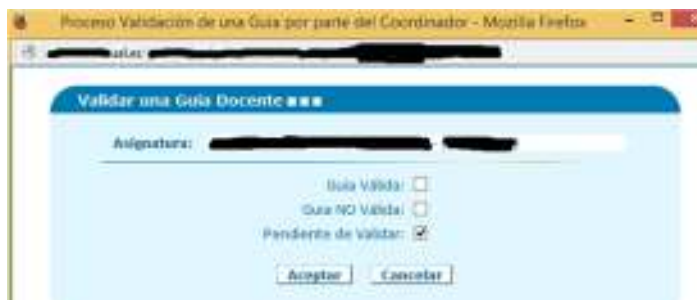 Proceso Validación de una Guía por parte del Coordinador - Mozilla Firefox
Validar una Guía Docente
Asignatura:
Guía Válida:
Guía NO Válida:
Pendiente de Validar:
Aceptar Cancelar